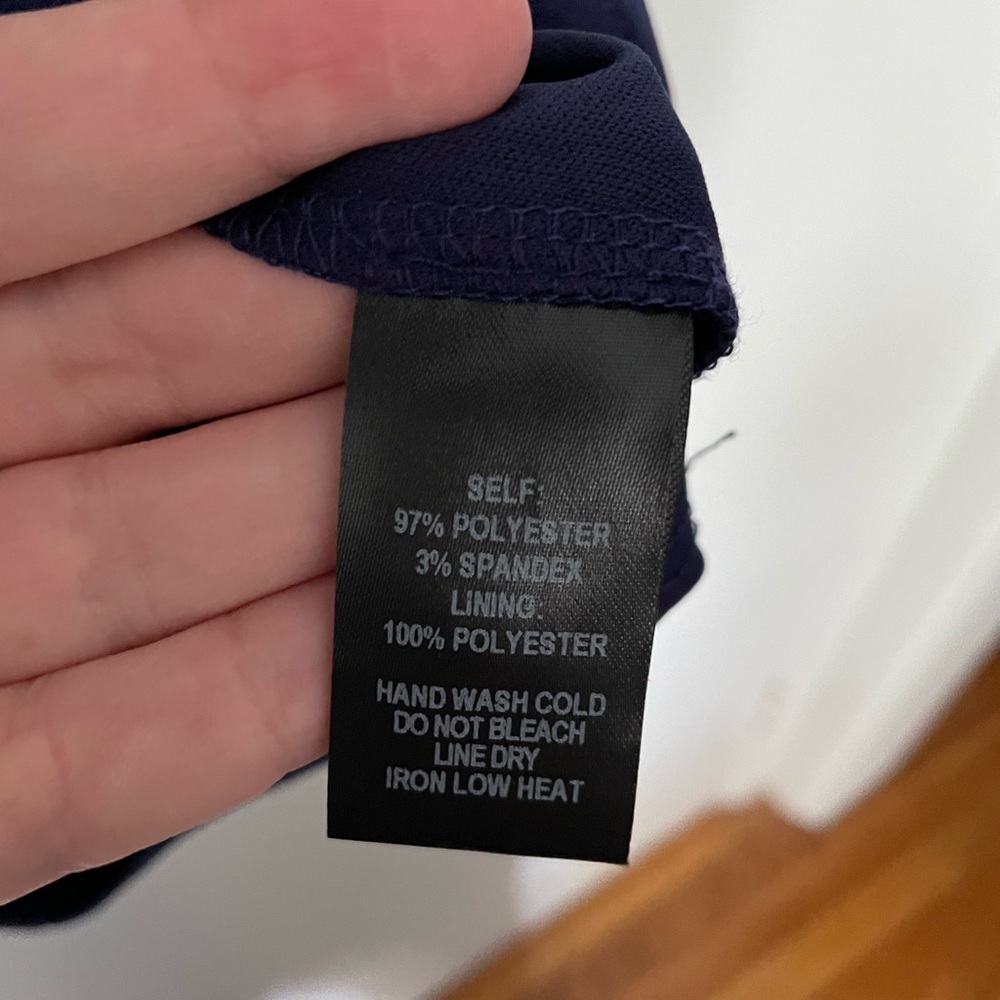 SELF:
97% POLYESTER
3% SPANDEX
LINING:
100% POLYESTER
HAND WASH COLD
DO NOT BLEACH
LINE DRY
IRON LOW HEAT